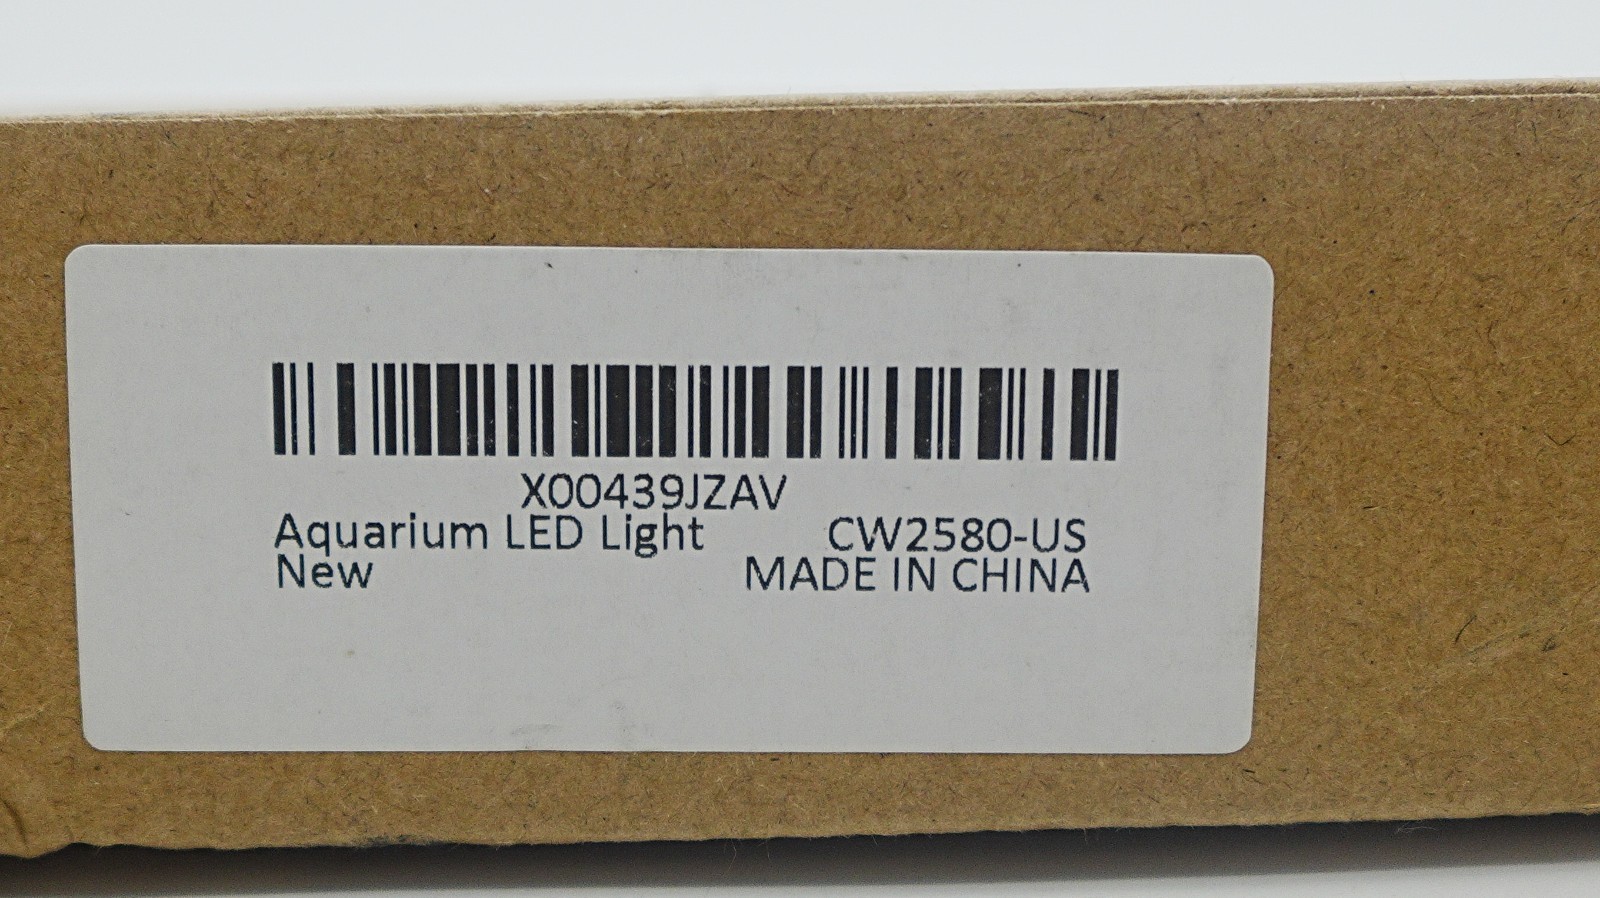 X00439JZAV
Aquarium LED Light CW2580-US
New MADE IN CHINA